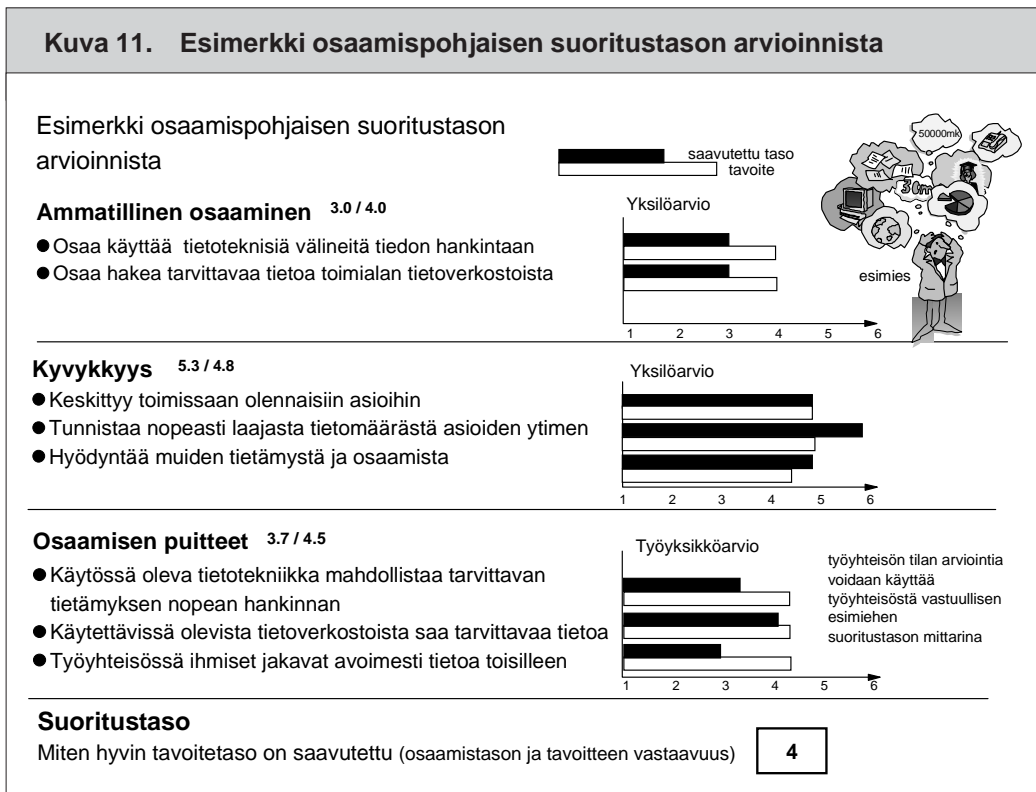 Kuva 11. Esimerkki osaamispohjaisen suoritustason arvioinnista
Esimerkki osaamispohjaisen suoritustason
arvioinnista
saavutettu taso
tavoite
50000mk
30m
Ammatillinen osaaminen 3.0 / 4.0
● Osaa käyttää tietoteknisiä välineitä tiedon hankintaan
● Osaa hakea tarvittavaa tietoa toimialan tietoverkostoista
Yksilöarvio
1 2 3 4 5 6
esimies
Kyvykkyys 5.3 / 4.8
● Keskittyy toimissaan olennaisiin asioihin
● Tunnistaa nopeasti laajasta tietomäärästä asioiden ytimen
● Hyödyntää muiden tietämystä ja osaamista
Yksilöarvio
1 2 3 4 5 6
Osaamisen puitteet 3.7 / 4.5
● Käytössä oleva tietotekniikka mahdollistaa tarvittavan
tietämyksen nopean hankinnan
● Käytettävissä olevista tietoverkostoista saa tarvittavaa tietoa
● Työyhteisössä ihmiset jakavat avoimesti tietoa toisilleen
Työyksikköarvio
1 2 3 4 5 6
työyhteisön tilan arviointia
voidaan käyttää
työyhteisöstä vastuullisen
esimiehen
suoritustason mittarina
Suoritustaso
Miten hyvin tavoitetaso on saavutettu (osaamistason ja tavoitteen vastaavuus) 4